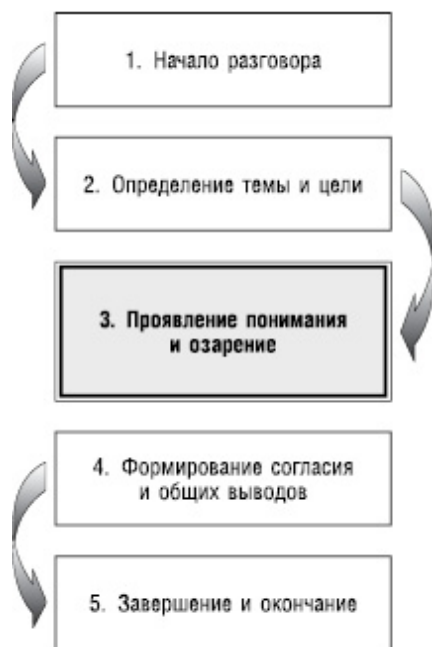 1. Начало разговора
2. Определение темы и цели
3. Проявление понимания
и озарение
4. Формирование согласия
и общих выводов
5. Завершение и окончание